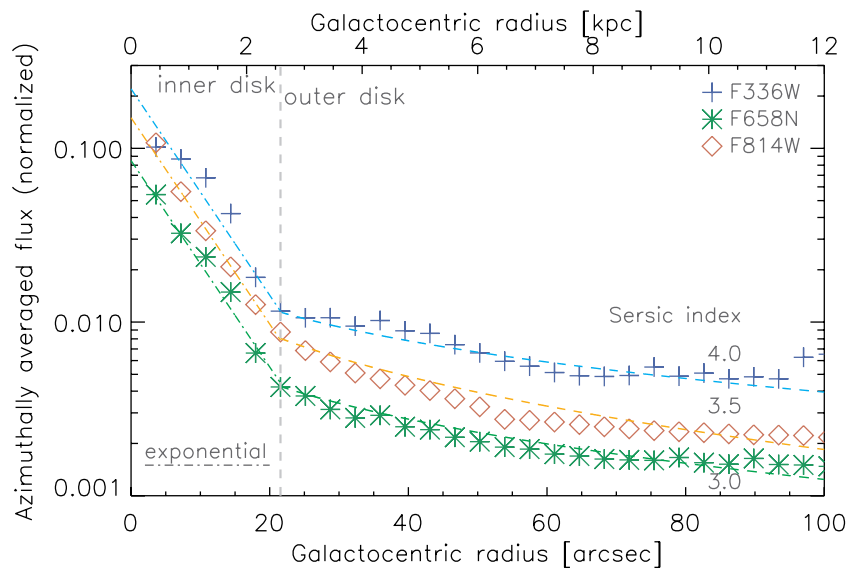 Galactocentric radius [kpc]
0 2 4 6 8 10 12
inner disk
outer disk
F336W
F658N
F814W
Azimuthally averaged flux (normalized)
0.100
0.010
0.001
Sersic index
4.0
3.5
3.0
exponential
0 20 40 60 80 100
Galactocentric radius [arcsec]